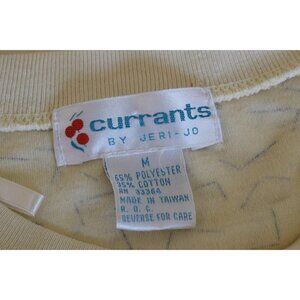 currants
BY JERI-JO
M
65% POLYESTER
35% COTTON
RN 33364
MADE IN TAIWAN
R. O. C.
REVERSE FOR CARE